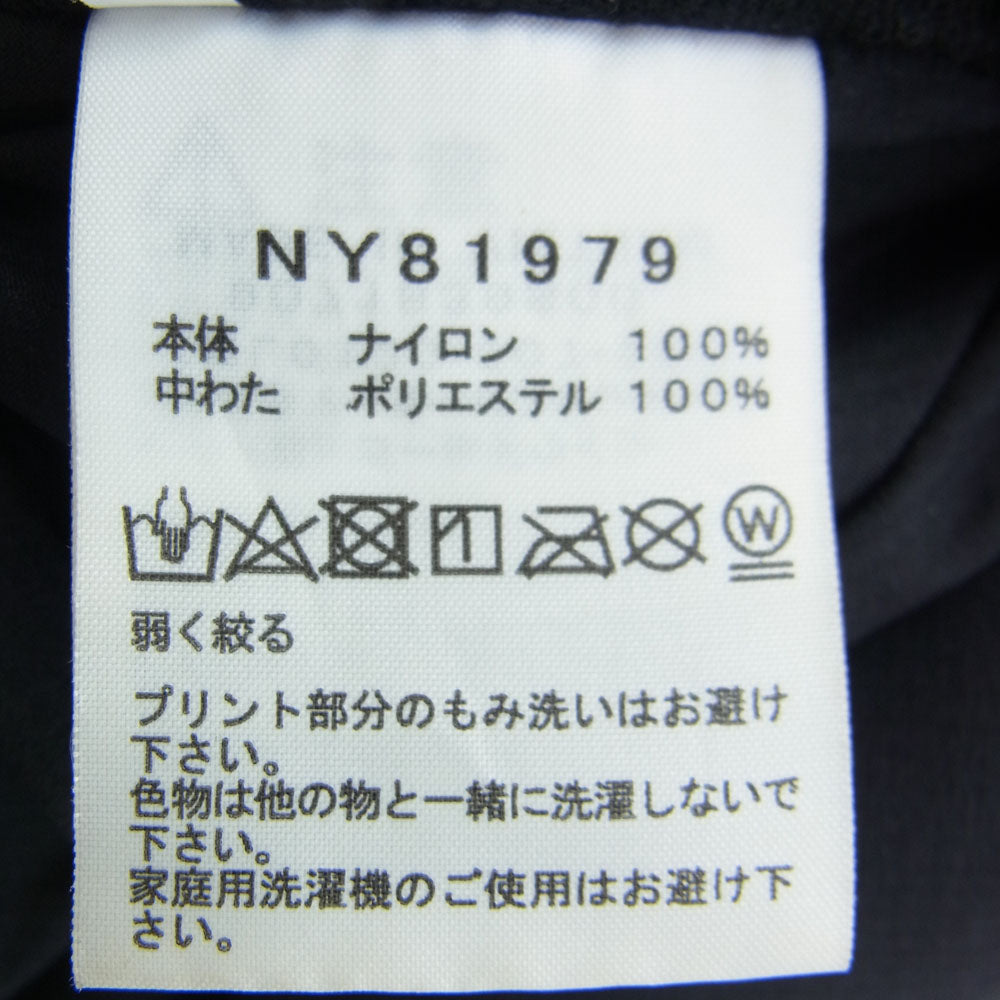 NY81979
本体 ナイロン 100%
中わた ポリエステル 100%
W
弱く絞る
プリント部分のもみ洗いはお避け
下さい。
色物は他の物と一緒に洗濯しないで
下さい。
家庭用洗濯機のご使用はお避け下
さい。